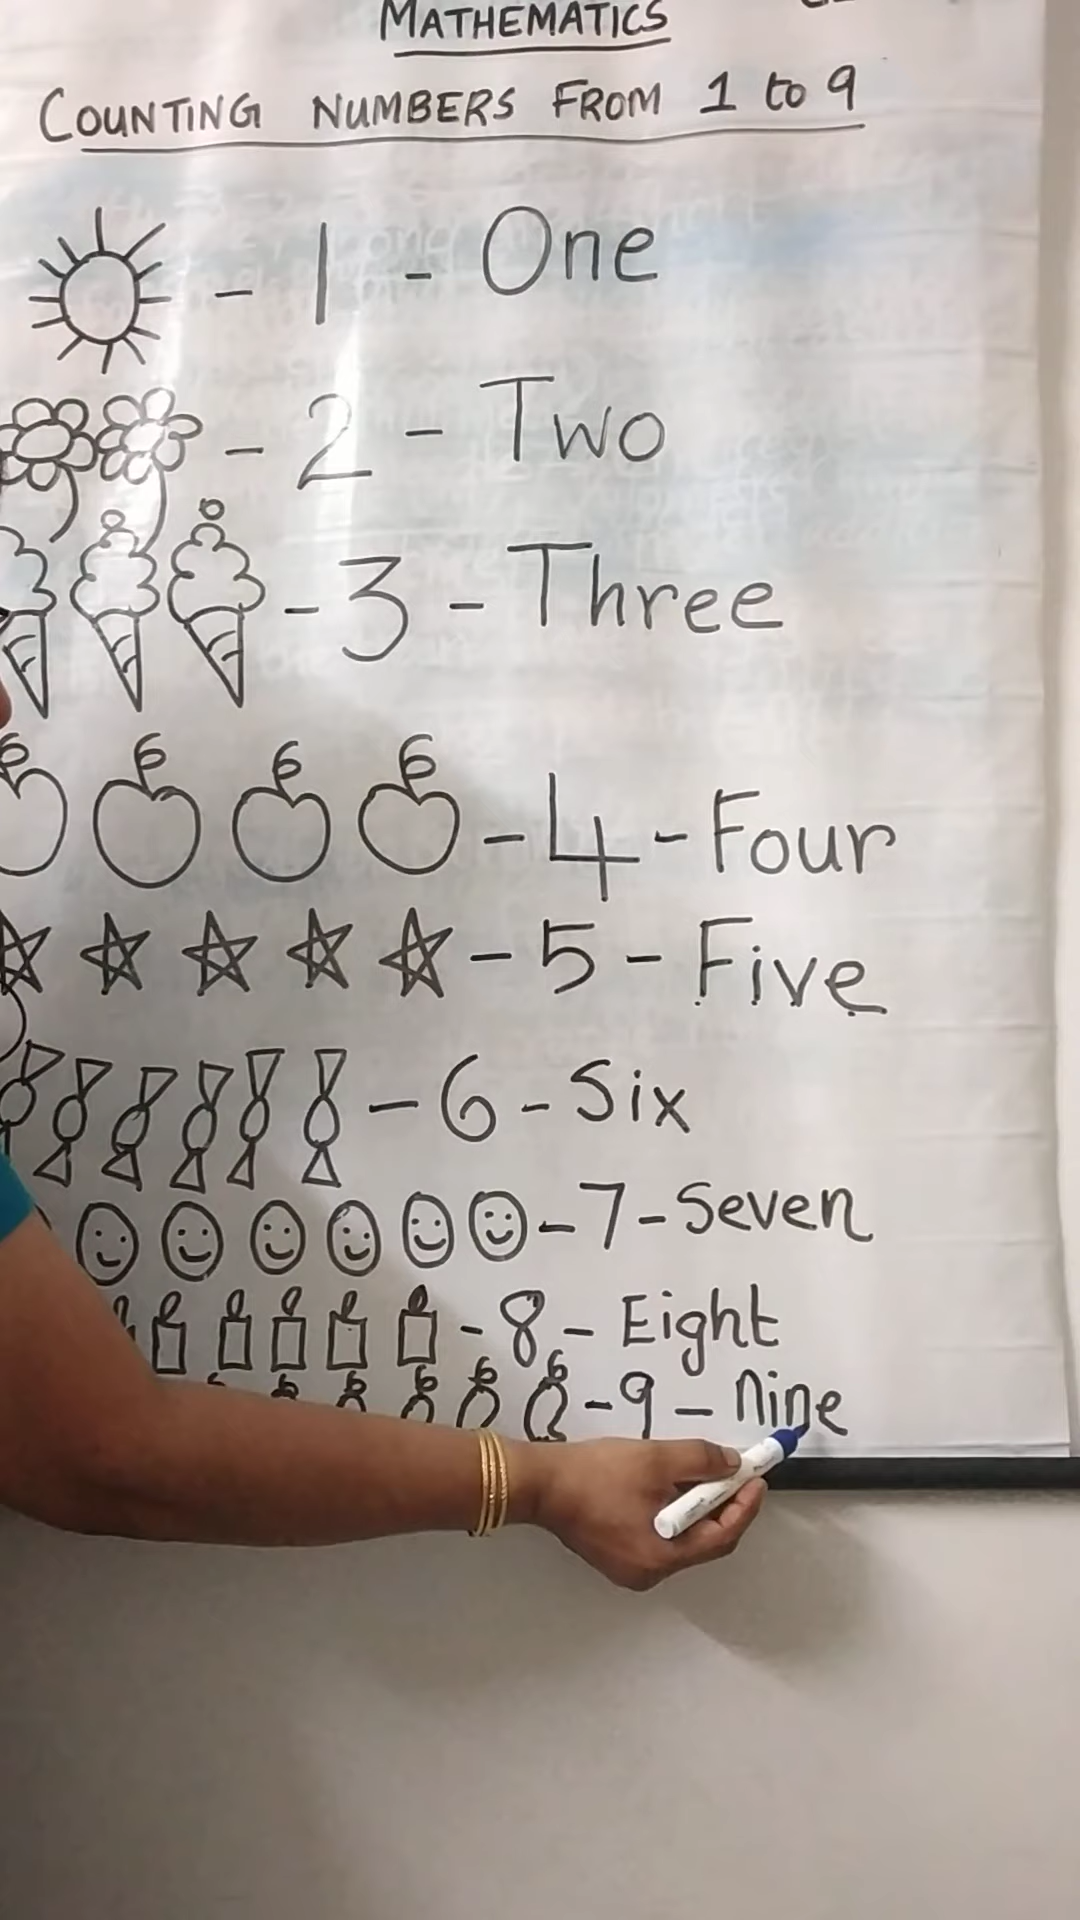 MATHEMATICS
COUNTING NUMBERS FROM 1 to 9
- 1 - One
- 2 - Two
- 3 - Three
- 4 - Four
- 5 - Five
- 6 - Six
- 7 - Seven
- 8 - Eight
- 9 - Nine